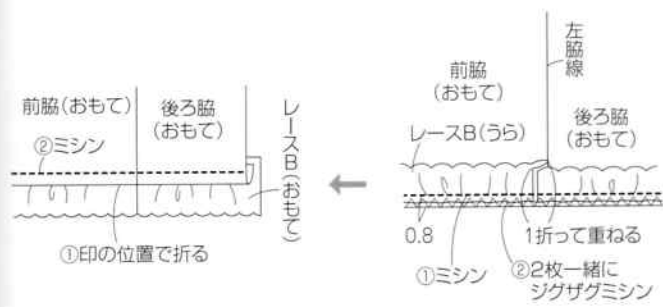 前脇(おもて)
後ろ脇
(おもて)
②ミシン
レースB(おもて)
①印の位置で折る
左脇線
前脇
(おもて)
後ろ脇
(おもて)
レースB(うら)
0.8
1折って重ねる
①ミシン
②2枚一緒に
ジグザグミシン